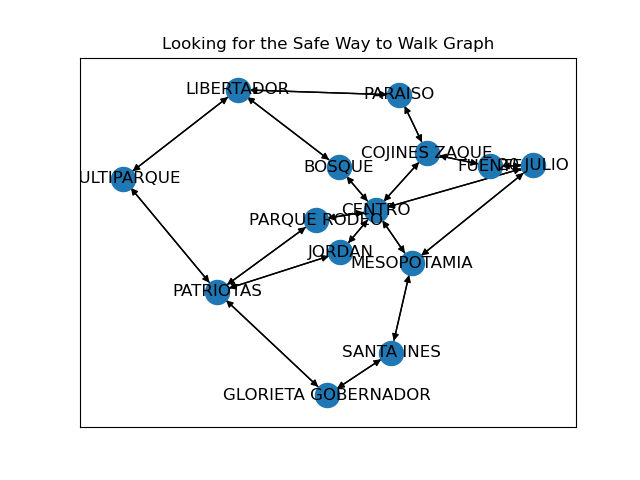 Looking for the Safe Way to Walk Graph
LIBERTADOR
PARAISO
COJINES ZAQUE
BOSQUE
FUENTE
20 JULIO
ULTIPARQUE
CENTRO
PARQUE RODEO
JORDAN
MESOPOTAMIA
PATRIOTAS
SANTA INES
GLORIETA GOBERNADOR